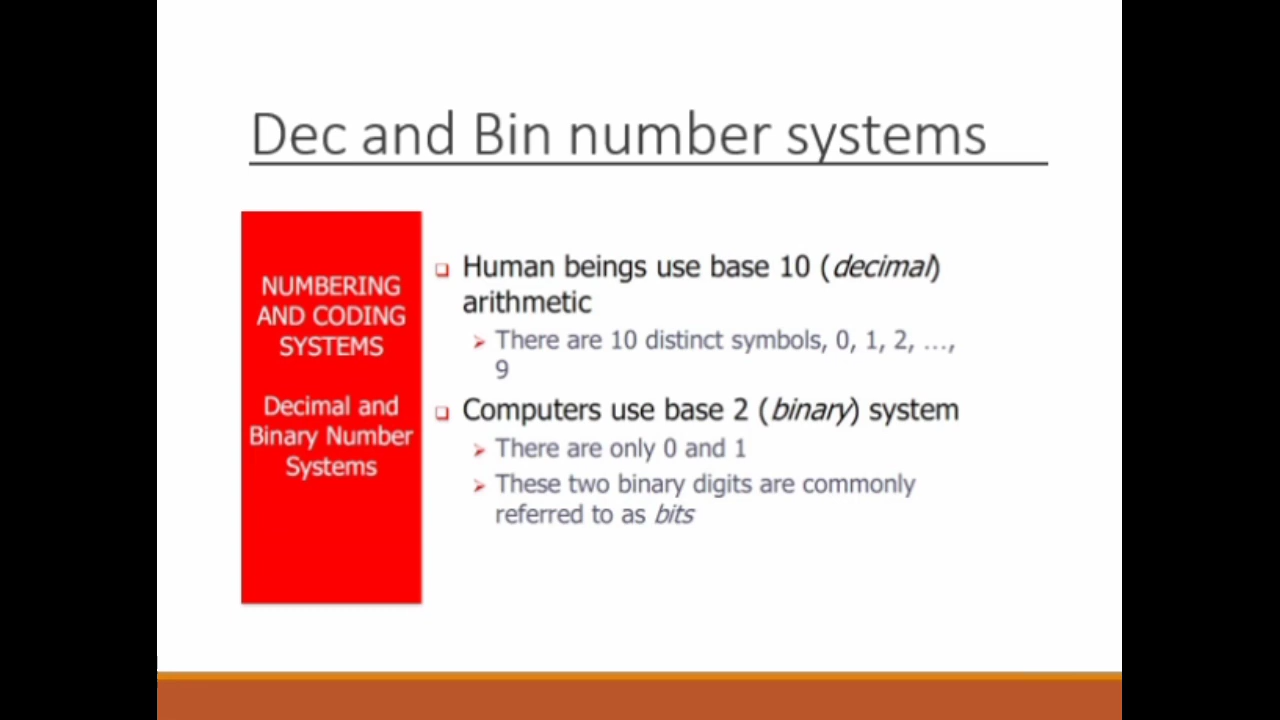 Dec and Bin number systems
NUMBERING
AND CODING
SYSTEMS
Decimal and
Binary Number
Systems
Human beings use base 10 (decimal)
arithmetic
There are 10 distinct symbols, 0, 1, 2, …,
9
Computers use base 2 (binary) system
There are only 0 and 1
These two binary digits are commonly
referred to as bits